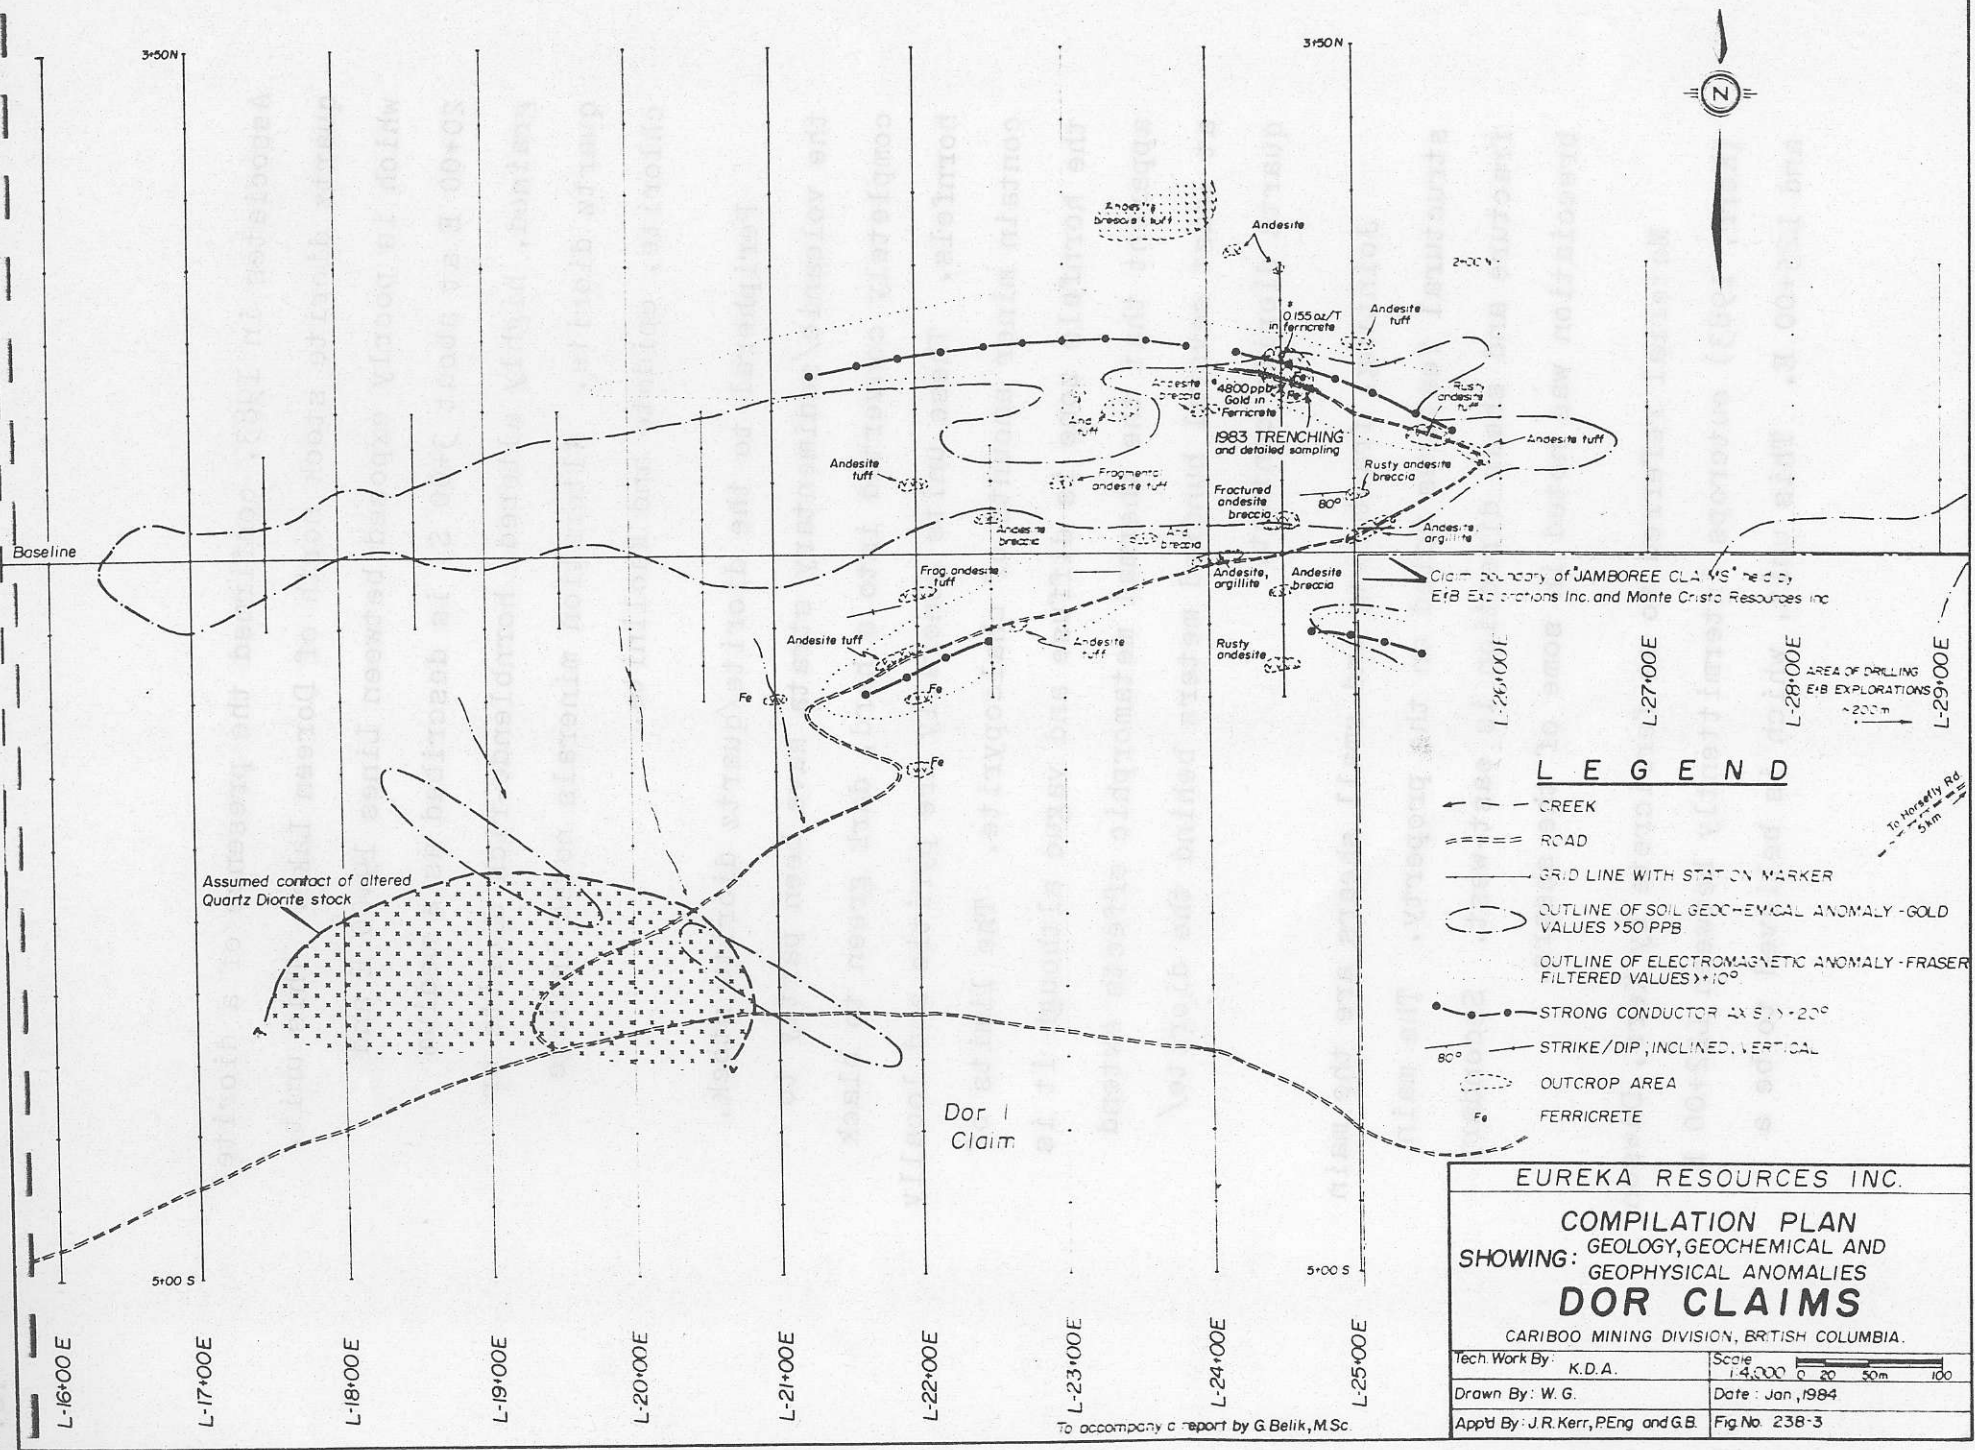 3+50N
3+50N
N
Andesite
breccia & tuff
Andesite
2+00 N
0.155 oz/T
in ferricrete
Andesite
tuff
Andesite
breccia
4800 ppb
Gold in
Ferricrete
Fe
Fe
Rusty
andesite
tuff
And.
tuff
1983 TRENCHING
and detailed sampling
Andesite tuff
Andesite
tuff
Fragmental
andesite tuff
Rusty andesite
breccia
Fractured
andesite
breccia
80°
Andesite
breccia
And.
breccia
Andesite,
argillite
Baseline
Frag. andesite
tuff
Andesite,
argillite
Andesite
breccia
Claim boundary of "JAMBOREE CLAIMS" held by
E&B Explorations Inc. and Monte Cristo Resources Inc
Andesite tuff
Andesite
tuff
Rusty
andesite
Fe
Fe
Fe
L-26+00E
L-27+00E
L-28+00E
L-29+00E
AREA OF DRILLING
E&B EXPLORATIONS
~200m
To Horsefly Rd.
5km
Assumed contact of altered
Quartz Diorite stock
Dor 1
Claim
5+00 S
5+00 S
L-16+00E
L-17+00E
L-18+00E
L-19+00E
L-20+00E
L-21+00E
L-22+00E
L-23+00E
L-24+00E
L-25+00E
To accompany a report by G. Belik, M.Sc.
LEGEND
CREEK
ROAD
GRID LINE WITH STATION MARKER
OUTLINE OF SOIL GEOCHEMICAL ANOMALY - GOLD
VALUES >50 PPB
OUTLINE OF ELECTROMAGNETIC ANOMALY - FRASER
FILTERED VALUES >+10°
STRONG CONDUCTOR AXIS, >+20°
80°
STRIKE/DIP; INCLINED, VERTICAL
OUTCROP AREA
Fe
FERRICRETE
EUREKA RESOURCES INC.
COMPILATION PLAN
SHOWING: GEOLOGY, GEOCHEMICAL AND
GEOPHYSICAL ANOMALIES
DOR CLAIMS
CARIBOO MINING DIVISION, BRITISH COLUMBIA.
Tech. Work By: K.D.A.
Scale 1:4,000 0 20 50m 100
Drawn By: W. G.
Date: Jan, 1984
App'd By: J.R. Kerr, PEng and G.B.
Fig. No. 238-3